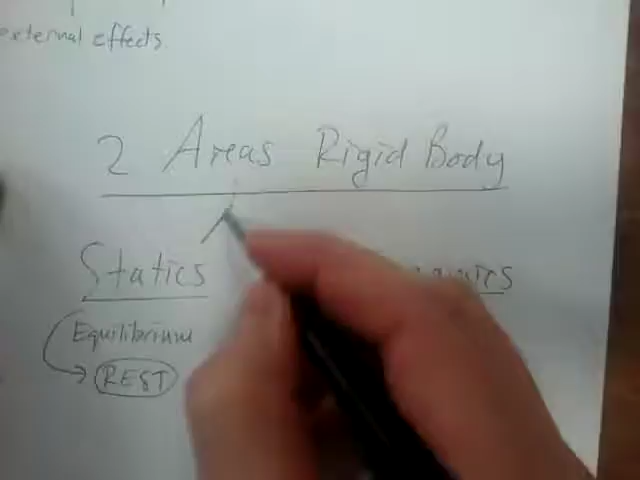 external effects.
2 Areas Rigid Body
Statics
Equilibrium
REST